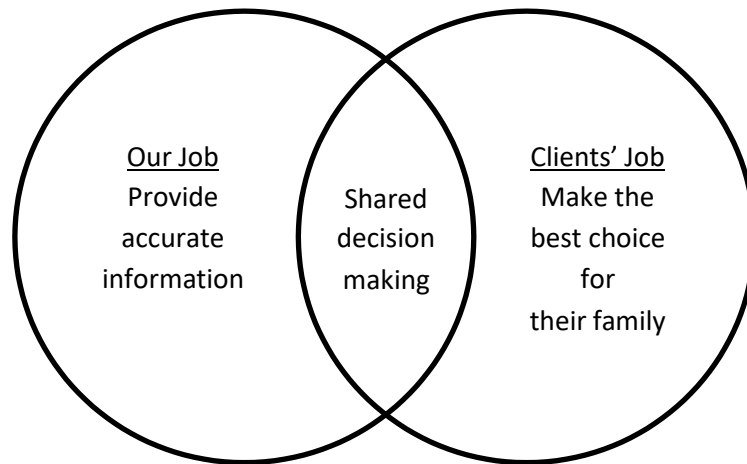 Our Job
Provide
accurate
information
Shared
decision
making
Clients’ Job
Make the
best choice
for
their family